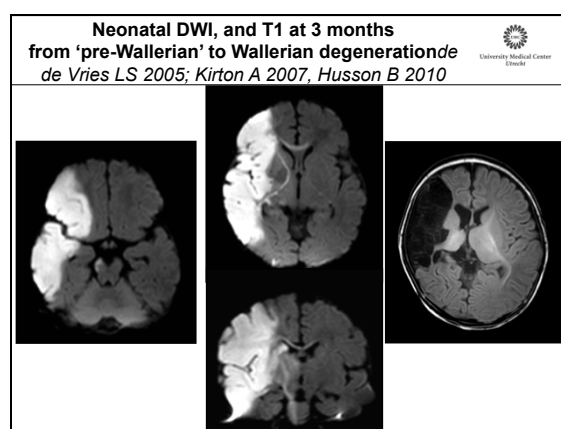 Neonatal DWI, and T1 at 3 months
from ‘pre-Wallerian’ to Wallerian degenerationde
de Vries LS 2005; Kirton A 2007, Husson B 2010
University Medical Center
Utrecht